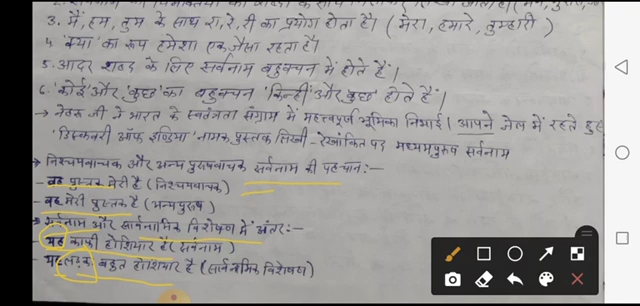 3. मैं, हम, तुम के साथ रा, रे, री का प्रयोग होता है। (मेरा, हमारे, तुम्हारी)
4. 'क्या' का रूप हमेशा एक जैसा रहता है।
5. आदर शब्द के लिए सर्वनाम बहुवचन में होते हैं।
6. 'कोई' और 'कुछ' का बहुवचन 'किन्हीं' और 'कुछ' होते हैं।
→ नेहरू जी ने भारत के स्वतंत्रता संग्राम में महत्त्वपूर्ण भूमिका निभाई। आपने जेल में रहते हुए
'डिस्कवरी ऑफ इंडिया' नामक पुस्तक लिखी - रेखांकित पद मध्यमपुरुष सर्वनाम
→ निश्चयवाचक और अन्य पुरुषवाचक सर्वनाम की पहचान:-
- वह पुस्तक मेरी है (निश्चयवाचक)
- वह मेरी पुस्तक है (अन्यपुरुष)
→ सर्वनाम और सार्वनामिक विशेषण में अंतर:-
- यह काफी होशियार है (सर्वनाम)
- यह लड़का बहुत होशियार है (सार्वनामिक विशेषण)